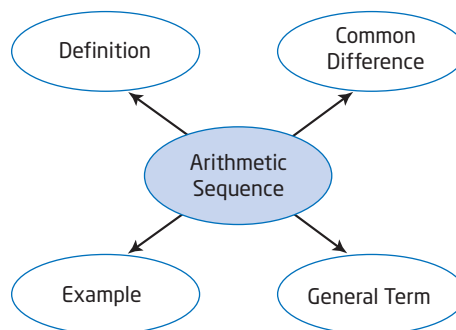 Definition
Common
Difference
Arithmetic
Sequence
Example
General Term